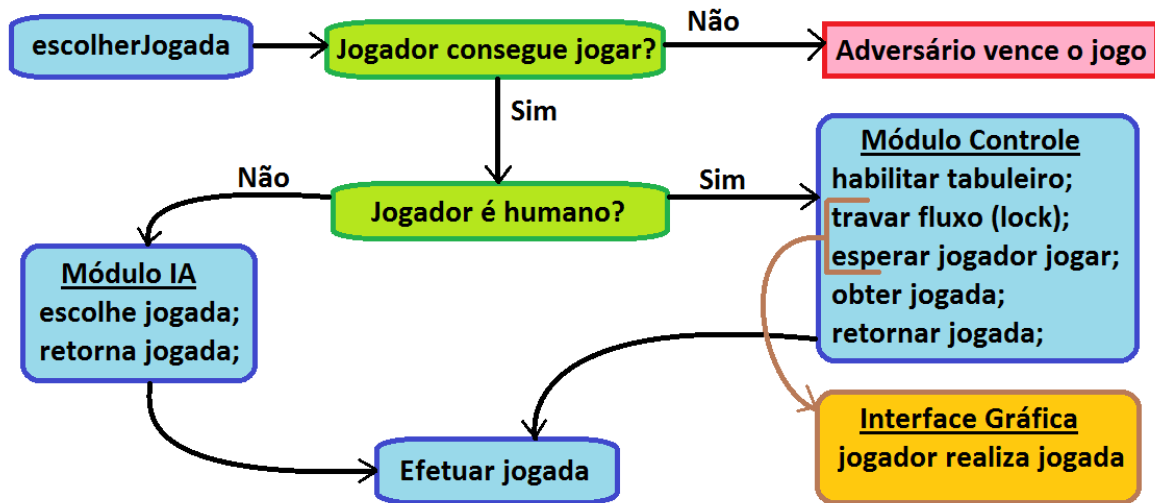 escolherJogada
Jogador consegue jogar?
Não
Adversário vence o jogo
Sim
Jogador é humano?
Não
Sim
Módulo Controle
habilitar tabuleiro;
travar fluxo (lock);
esperar jogador jogar;
obter jogada;
retornar jogada;
Módulo IA
escolhe jogada;
retorna jogada;
Interface Gráfica
jogador realiza jogada
Efetuar jogada